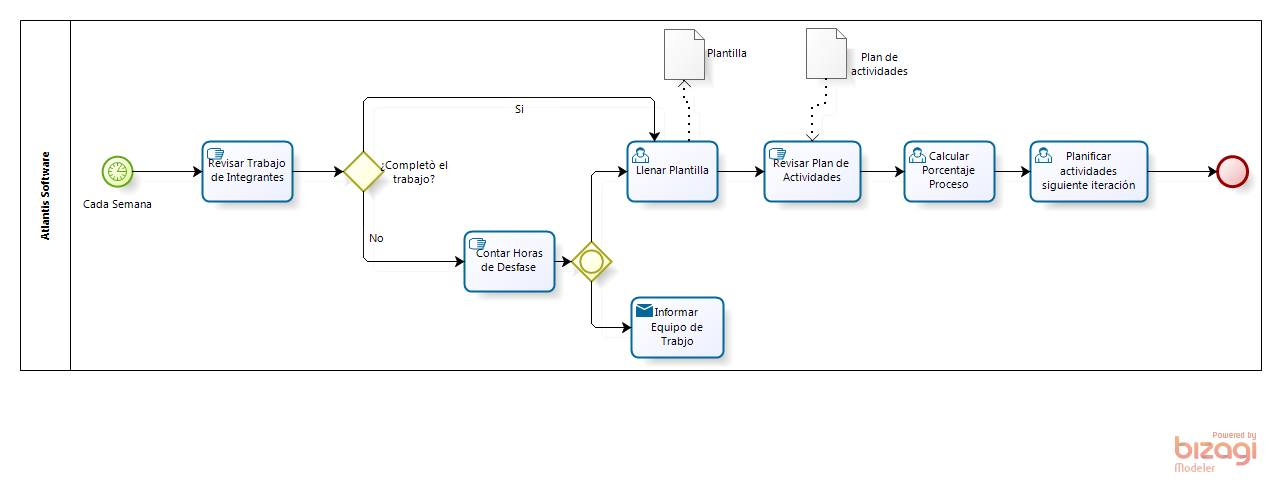 Atlantis Software
Cada Semana
Revisar Trabajo
de Integrantes
¿Completò el
trabajo?
Si
No
Contar Horas
de Desfase
Plantilla
Llenar Plantilla
Informar
Equipo de
Trabjo
Plan de
actividades
Revisar Plan de
Actividades
Calcular
Porcentaje
Proceso
Planificar
actividades
siguiente iteración
Powered by
bizagi
Modeler